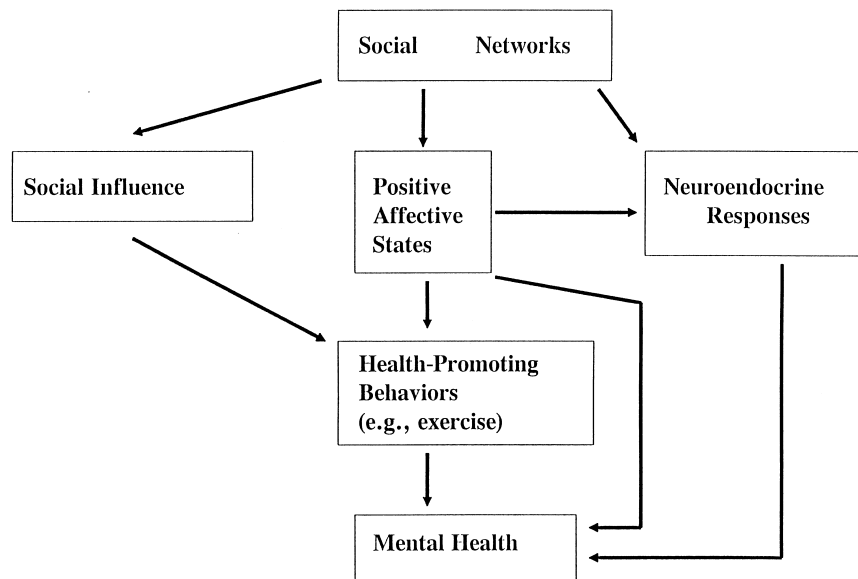 Social Networks
Social Influence
Positive
Affective
States
Neuroendocrine
Responses
Health-Promoting
Behaviors
(e.g., exercise)
Mental Health